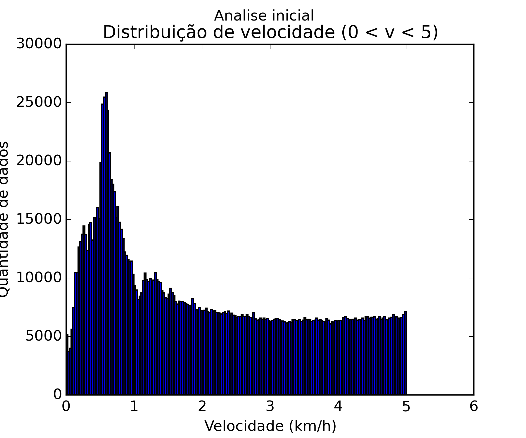 Analise inicial
Distribuição de velocidade (0 < v < 5)
30000
25000
20000
15000
10000
5000
0
Quantidade de dados
0 1 2 3 4 5 6
Velocidade (km/h)